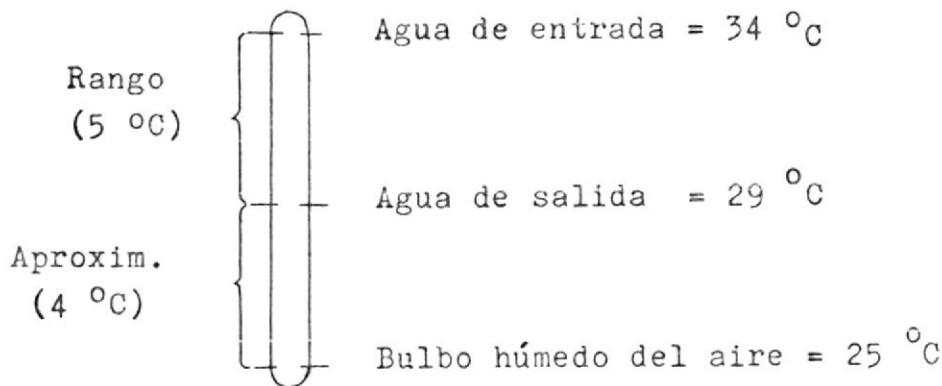 Agua de entrada = 34 °C
Rango
(5 °C)
Agua de salida = 29 °C
Aproxim.
(4 °C)
Bulbo húmedo del aire = 25 °C